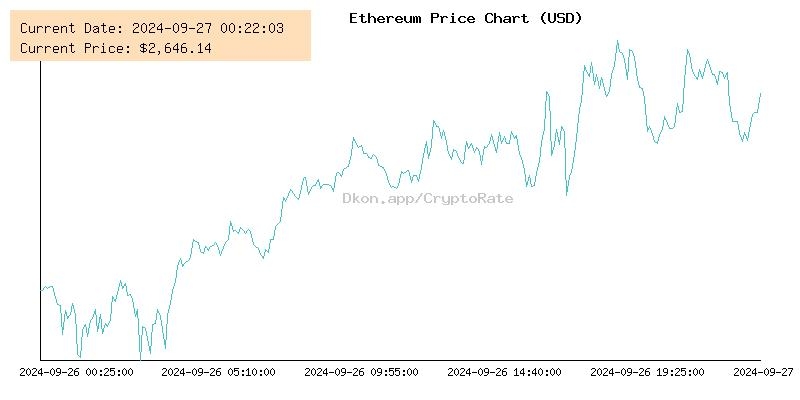 Ethereum Price Chart (USD)
Current Date: 2024-09-27 00:22:03
Current Price: $2,646.14
Dkon.app/CryptoRate
2024-09-26 00:25:00
2024-09-26 05:10:00
2024-09-26 09:55:00
2024-09-26 14:40:00
2024-09-26 19:25:00
2024-09-27